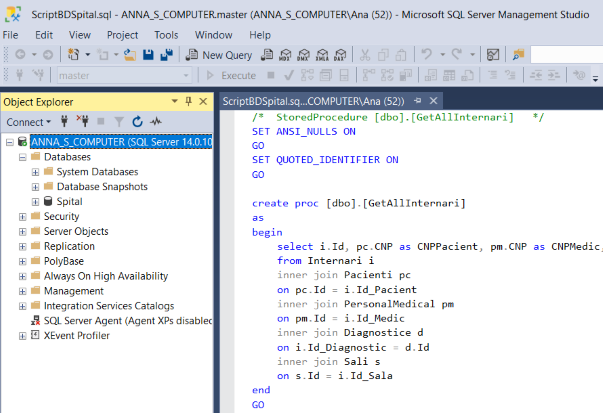 ScriptBDSpital.sql - ANNA_S_COMPUTER.master (ANNA_S_COMPUTER\Ana (52)) - Microsoft SQL Server Management Studio
File Edit View Project Tools Window Help
New Query MDX DMX XMLA DAX
master Execute
Object Explorer
Connect
ANNA_S_COMPUTER (SQL Server 14.0.10
Databases
System Databases
Database Snapshots
Spital
Security
Server Objects
Replication
PolyBase
Always On High Availability
Management
Integration Services Catalogs
SQL Server Agent (Agent XPs disabled
XEvent Profiler
ScriptBDSpital.sq...COMPUTER\Ana (52))
/* StoredProcedure [dbo].[GetAllInternari] */
SET ANSI_NULLS ON
GO
SET QUOTED_IDENTIFIER ON
GO
create proc [dbo].[GetAllInternari]
as
begin
select i.Id, pc.CNP as CNPPacient, pm.CNP as CNPMedic,
from Internari i
inner join Pacienti pc
on pc.Id = i.Id_Pacient
inner join PersonalMedical pm
on pm.Id = i.Id_Medic
inner join Diagnostice d
on i.Id_Diagnostic = d.Id
inner join Sali s
on s.Id = i.Id_Sala
end
GO